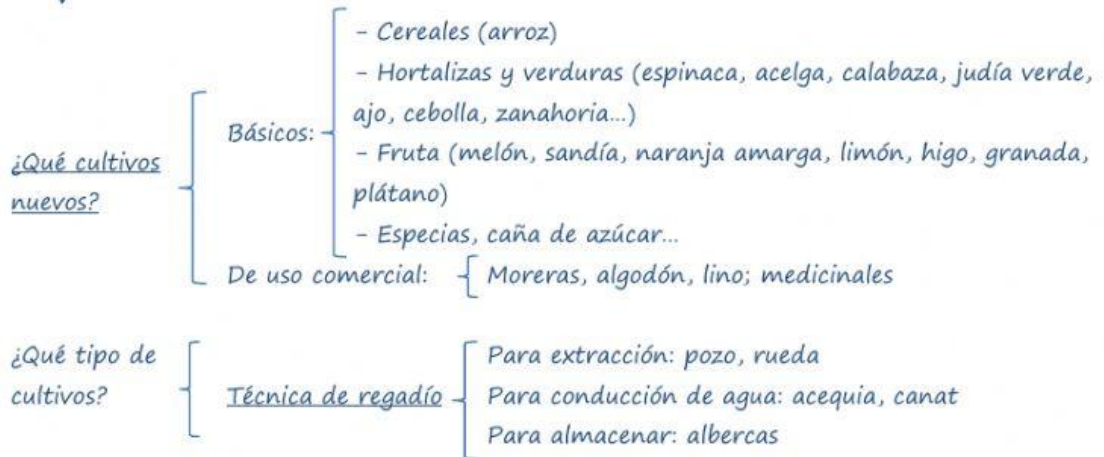 ¿Qué cultivos
nuevos?
Básicos:
- Cereales (arroz)
- Hortalizas y verduras (espinaca, acelga, calabaza, judía verde,
ajo, cebolla, zanahoria...)
- Fruta (melón, sandía, naranja amarga, limón, higo, granada,
plátano)
- Especias, caña de azúcar...
De uso comercial:
Moreras, algodón, lino; medicinales
¿Qué tipo de
cultivos?
Técnica de regadío
Para extracción: pozo, rueda
Para conducción de agua: acequia, canat
Para almacenar: albercas